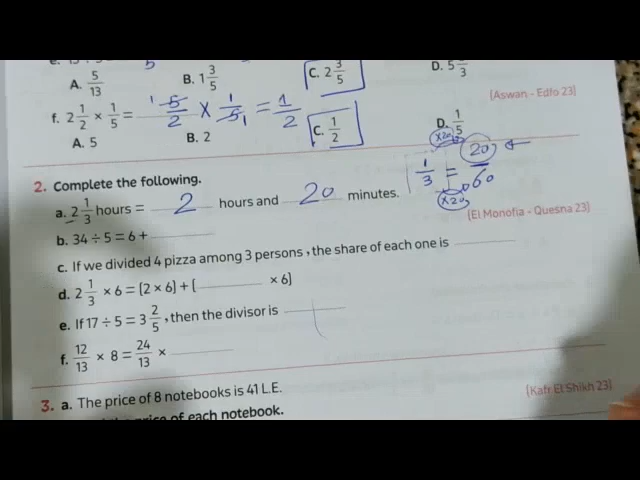 A. 5/13 B. 1 3/5 C. 2 3/5 D. 5 1/3
(Aswan - Edfo 23)
f. 2 1/2 × 1/5 = 5/2 × 1/5 = 1/2
A. 5 B. 2 C. 1/2 D. 1/5
2. Complete the following.
a. 2 1/3 hours = 2 hours and 20 minutes.
×20
1/3 = 20/60
×20
(El Monofia - Quesna 23)
b. 34 ÷ 5 = 6 +
c. If we divided 4 pizza among 3 persons, the share of each one is
d. 2 1/3 × 6 = (2 × 6) + ( × 6)
e. If 17 ÷ 5 = 3 2/5, then the divisor is
f. 12/13 × 8 = 24/13 ×
(Kafr El Shikh 23)
3. a. The price of 8 notebooks is 41 L.E.
price of each notebook.